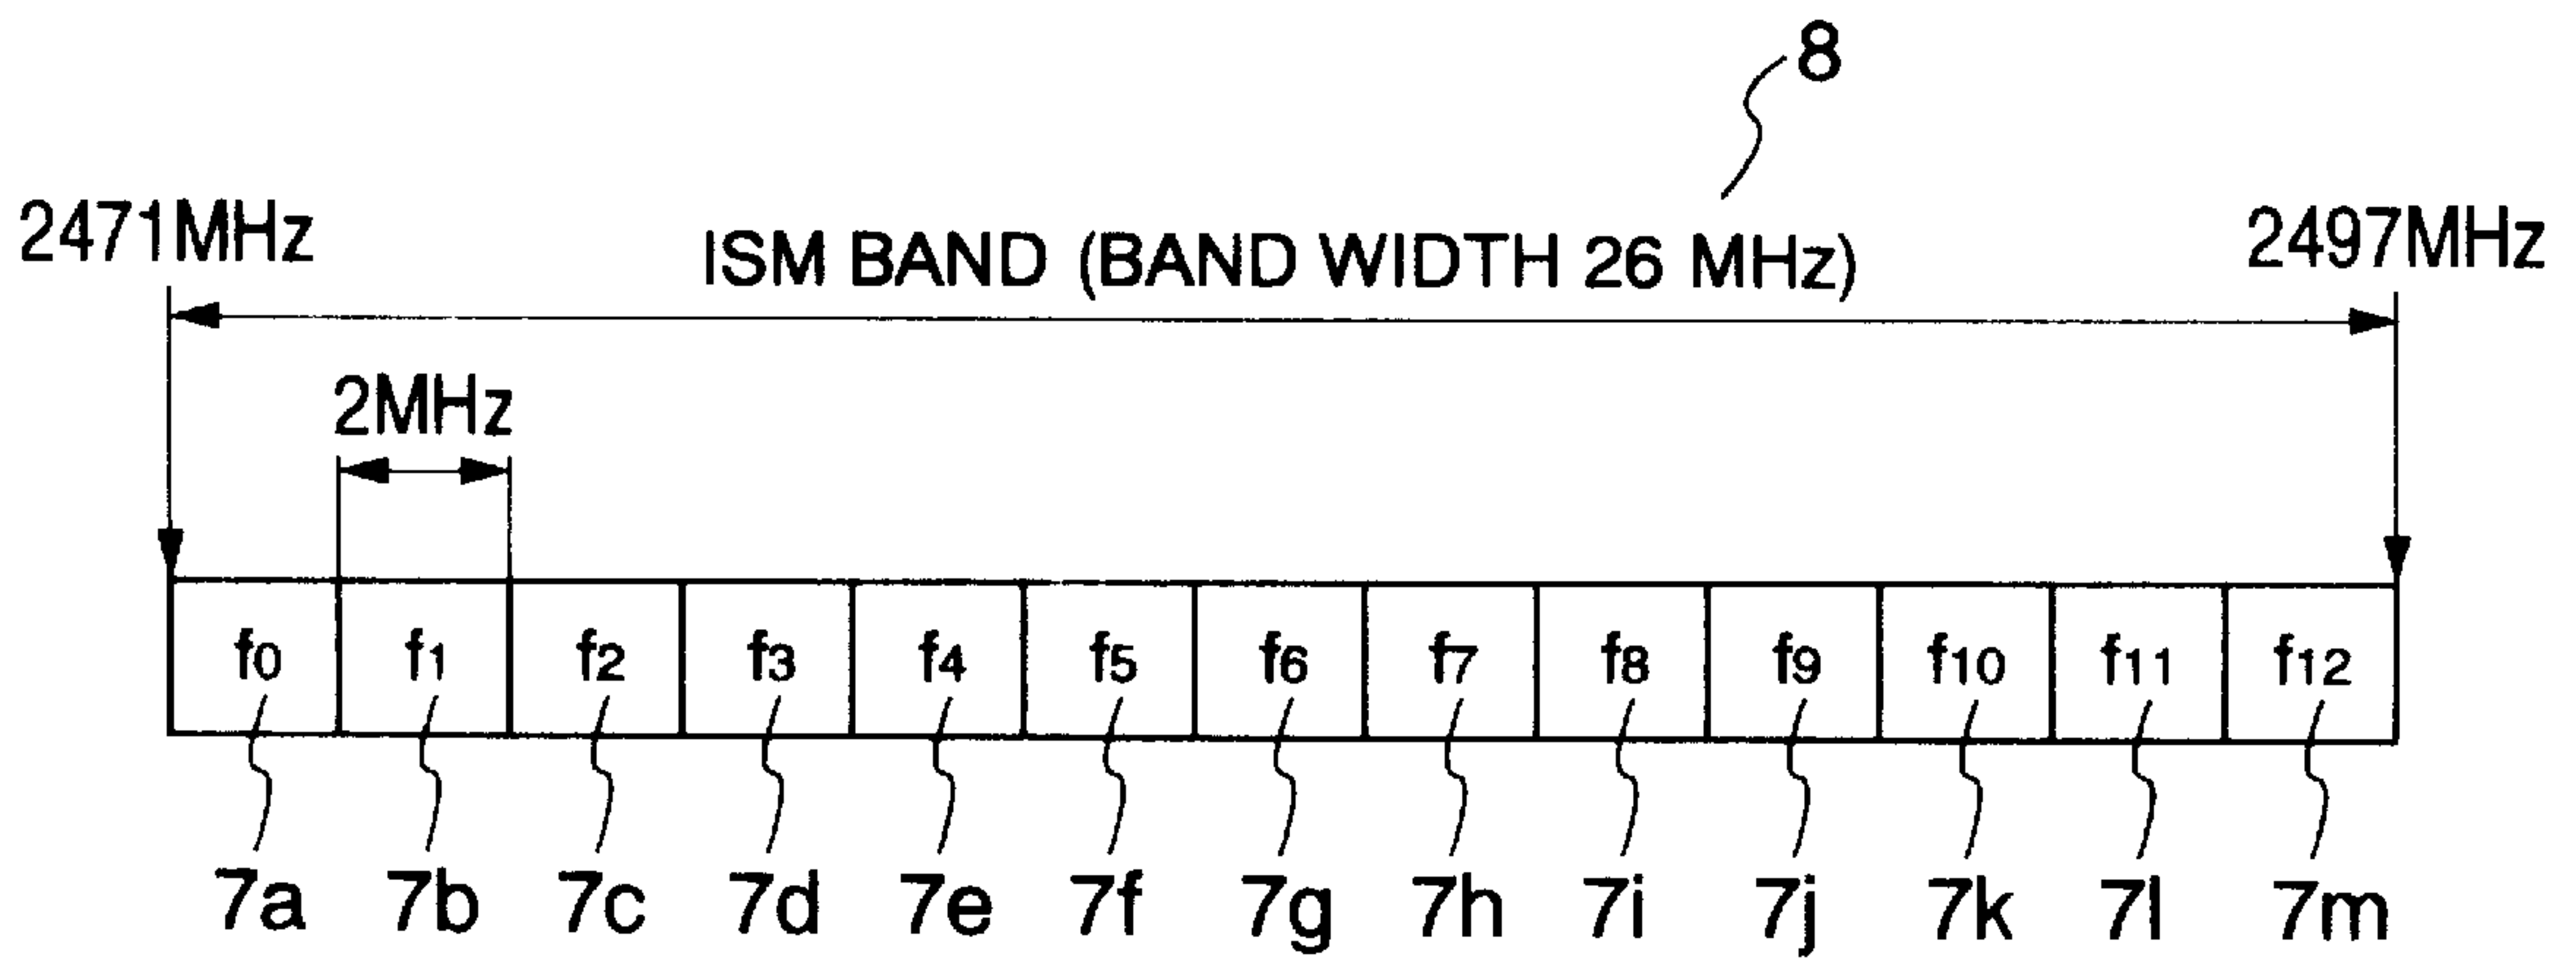 8
2471MHz
ISM BAND (BAND WIDTH 26 MHz)
2497MHz
2MHz
f0 f1 f2 f3 f4 f5 f6 f7 f8 f9 f10 f11 f12
7a 7b 7c 7d 7e 7f 7g 7h 7i 7j 7k 7l 7m